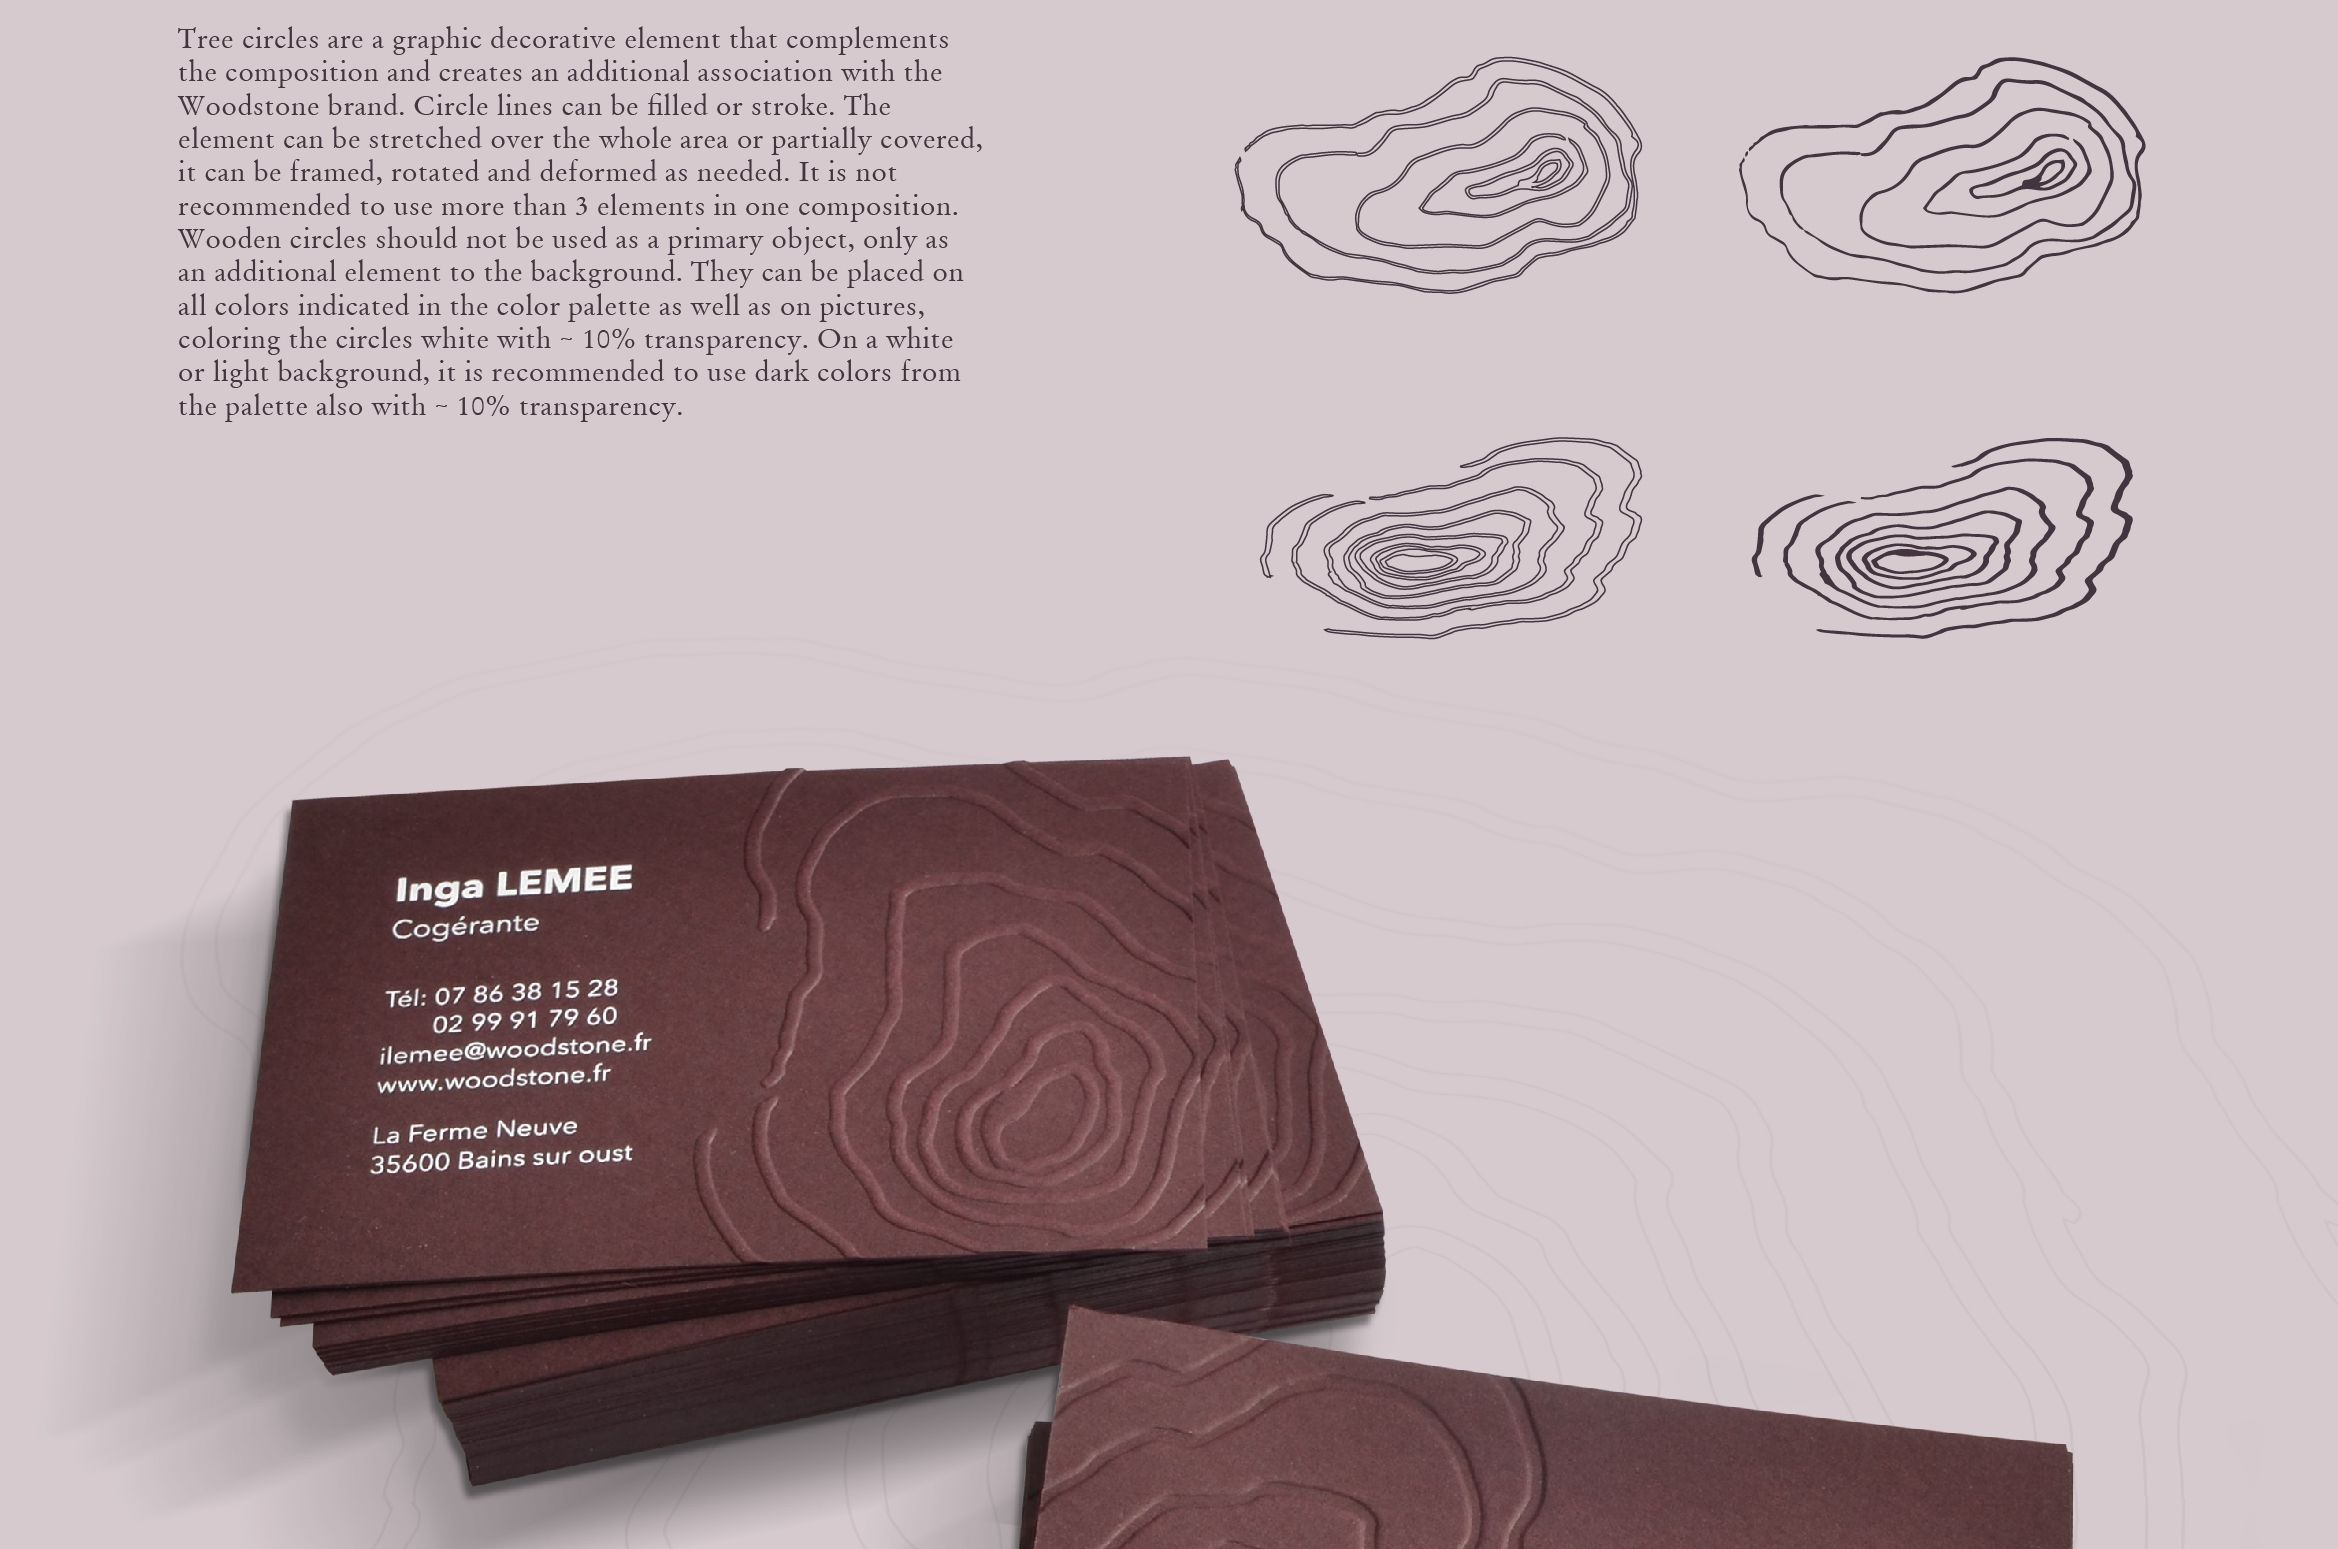 Tree circles are a graphic decorative element that complements
the composition and creates an additional association with the
Woodstone brand. Circle lines can be filled or stroke. The
element can be stretched over the whole area or partially covered,
it can be framed, rotated and deformed as needed. It is not
recommended to use more than 3 elements in one composition.
Wooden circles should not be used as a primary object, only as
an additional element to the background. They can be placed on
all colors indicated in the color palette as well as on pictures,
coloring the circles white with ~ 10% transparency. On a white
or light background, it is recommended to use dark colors from
the palette also with ~ 10% transparency.
Inga LEMEE
Cogérante
Tél: 07 86 38 15 28
02 99 91 79 60
ilemee@woodstone.fr
www.woodstone.fr
La Ferme Neuve
35600 Bains sur oust